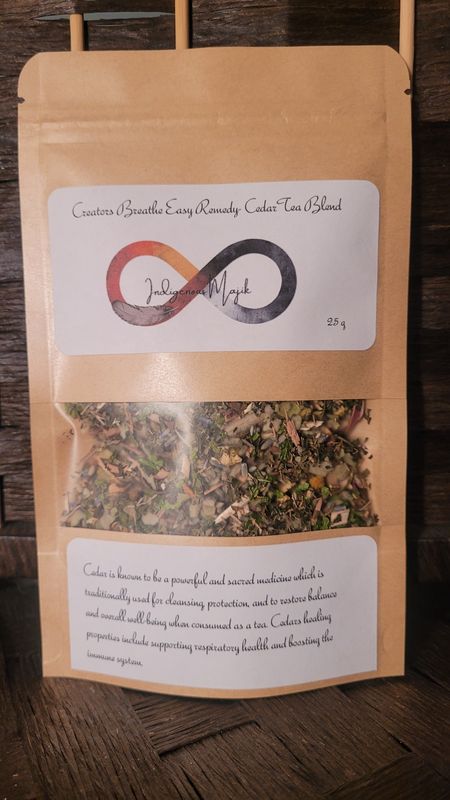 Creators Breathe Easy Remedy- Cedar Tea Blend
Indigenous Majik
25 g
Cedar is known to be a powerful and sacred medicine which is
traditionally used for cleansing, protection, and to restore balance
and overall well-being when consumed as a tea. Cedars healing
properties include supporting respiratory health and boosting the
immune system.